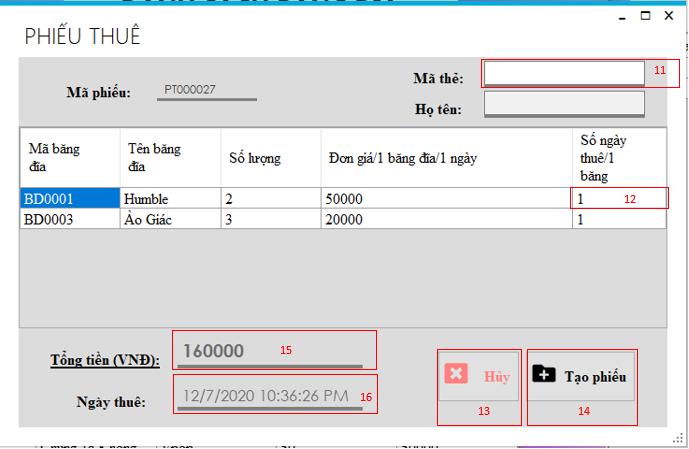 PHIẾU THUÊ
Mã phiếu: PT000027
Mã thẻ: 11
Họ tên:
Mã băng đĩa Tên băng đĩa Số lượng Đơn giá/1 băng đĩa/1 ngày Số ngày thuê/1 băng
BD0001 Humble 2 50000 1 12
BD0003 Ảo Giác 3 20000 1
Tổng tiền (VNĐ): 160000 15
Ngày thuê: 12/7/2020 10:36:26 PM 16
Hủy Tạo phiếu
13 14